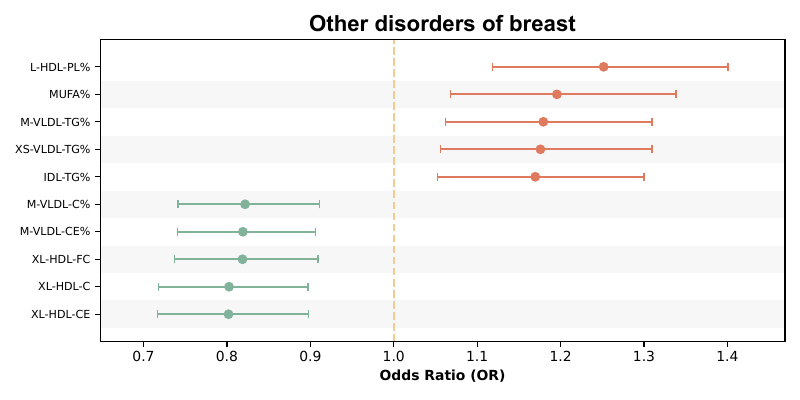 Other disorders of breast
L-HDL-PL%
MUFA%
M-VLDL-TG%
XS-VLDL-TG%
IDL-TG%
M-VLDL-C%
M-VLDL-CE%
XL-HDL-FC
XL-HDL-C
XL-HDL-CE
0.7 0.8 0.9 1.0 1.1 1.2 1.3 1.4
Odds Ratio (OR)